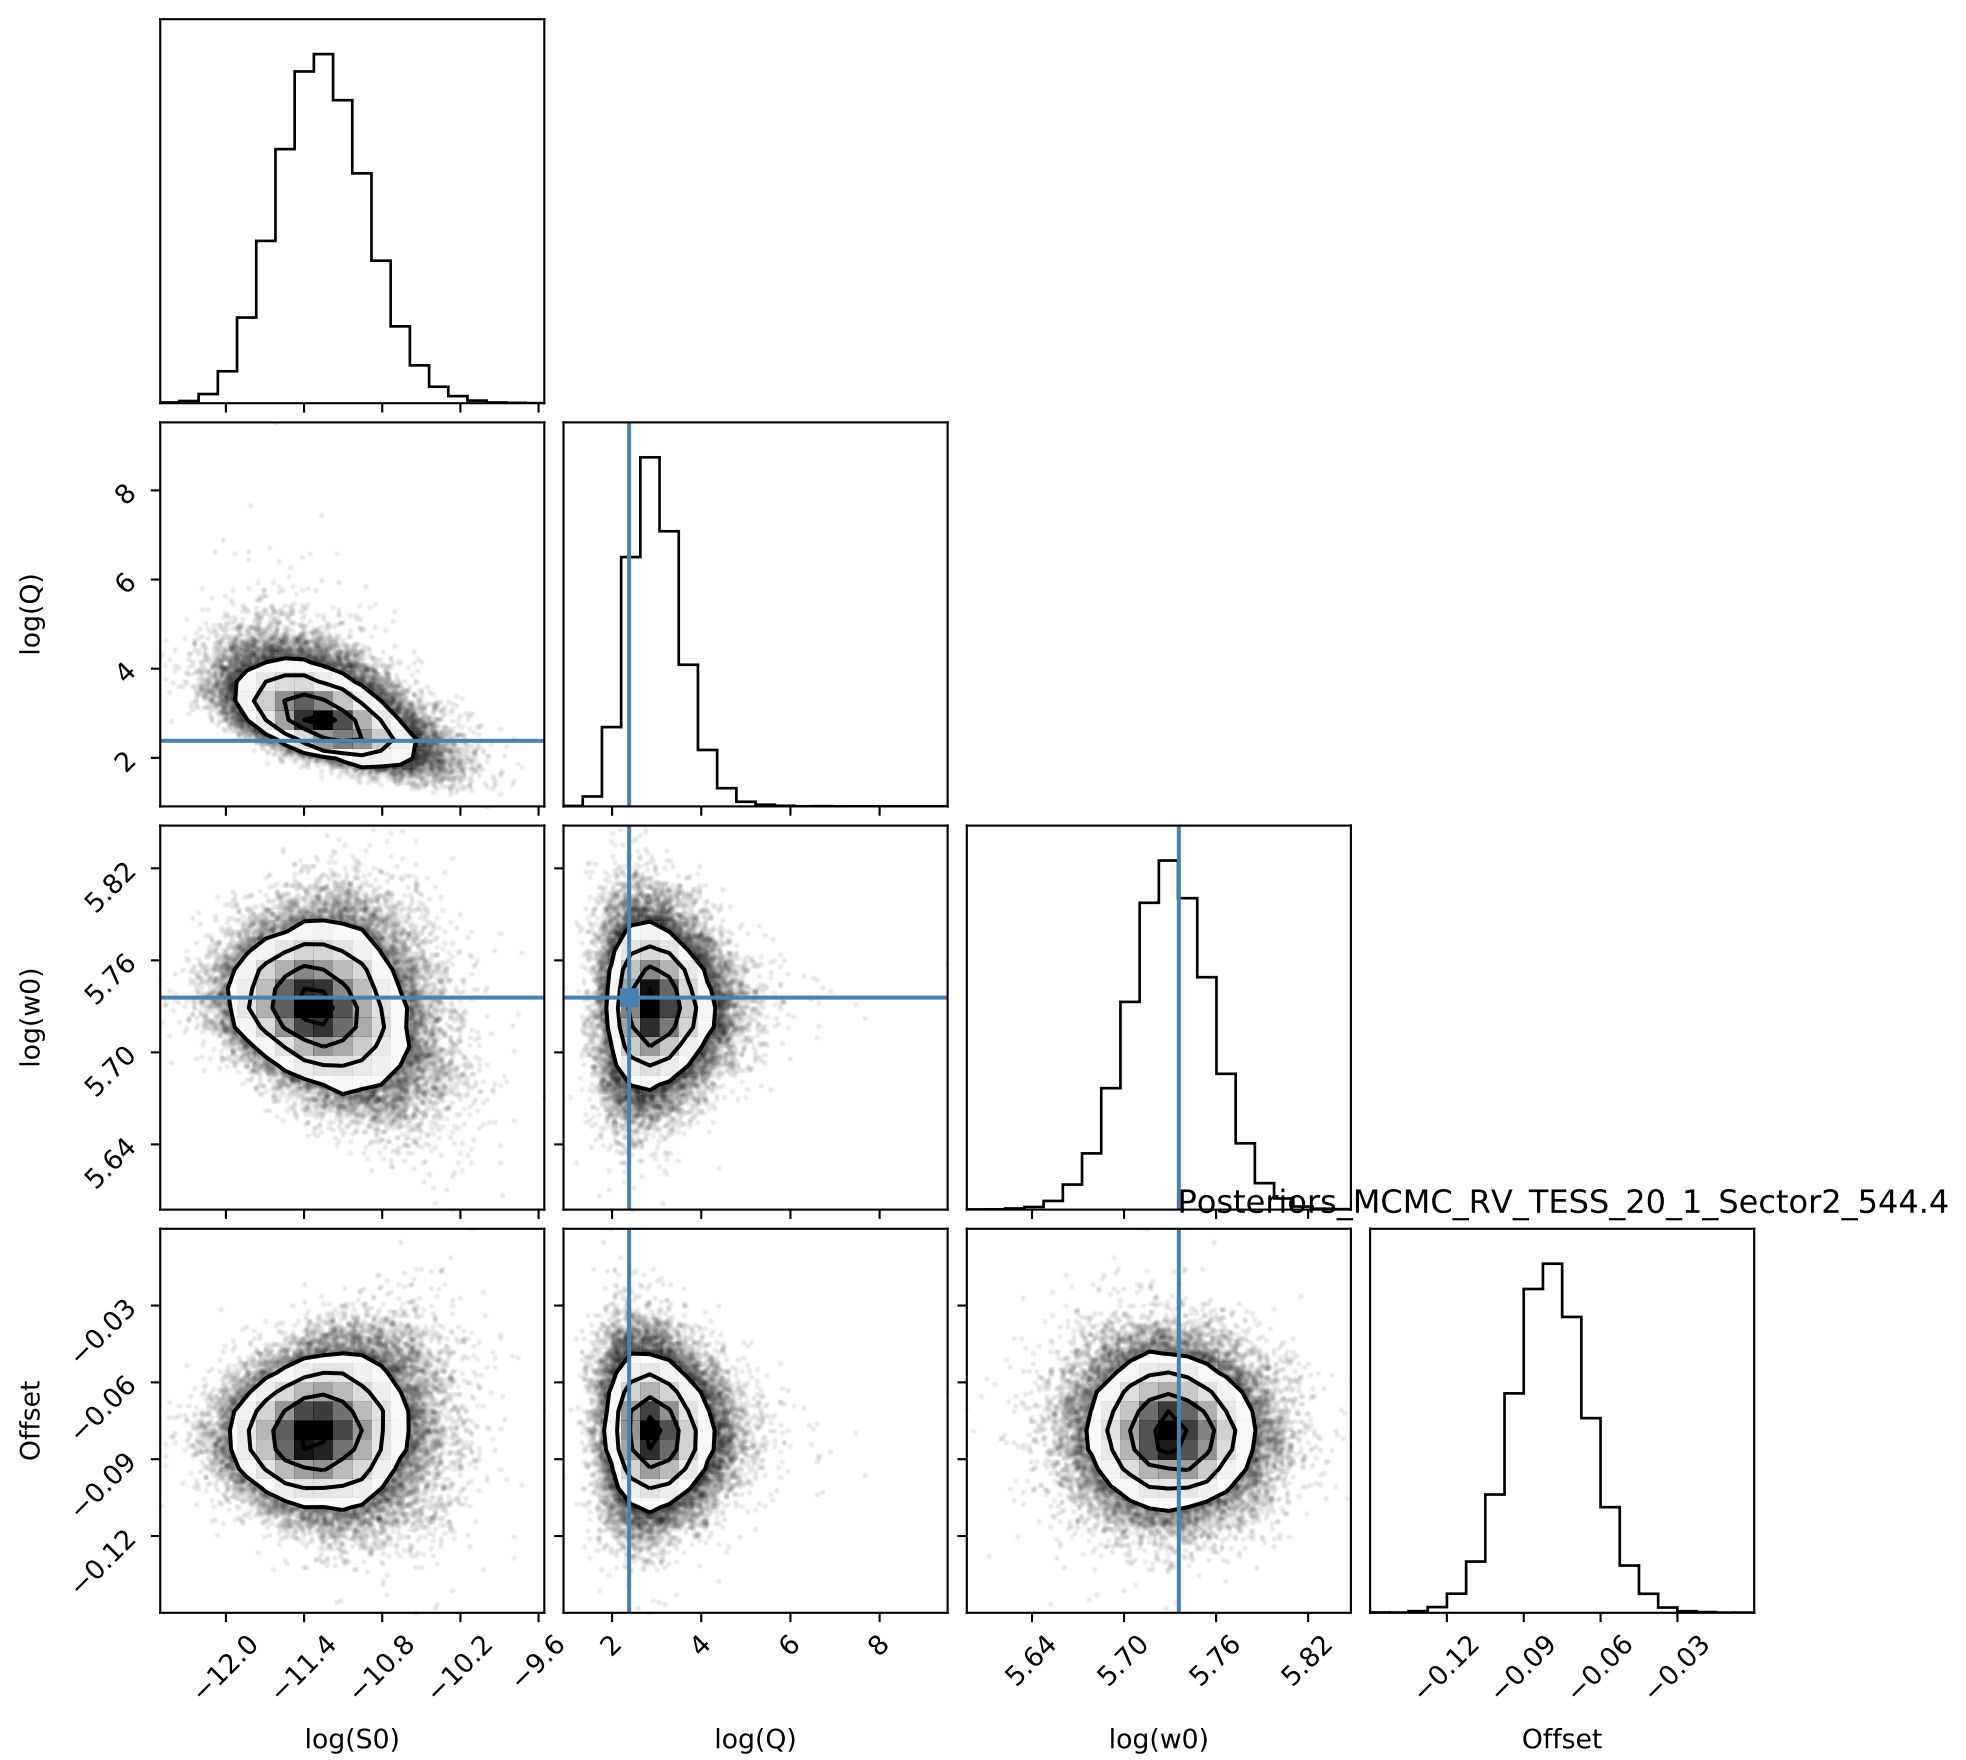 8
6
4
2
log(Q)
5.82
5.76
5.70
5.64
log(w0)
Posteriors_MCMC_RV_TESS_20_1_Sector2_544.4
−0.03
−0.06
−0.09
−0.12
Offset
−12.0 −11.4 −10.8 −10.2 −9.6
2 4 6 8
5.64 5.70 5.76 5.82
−0.12 −0.09 −0.06 −0.03
log(S0) log(Q) log(w0) Offset